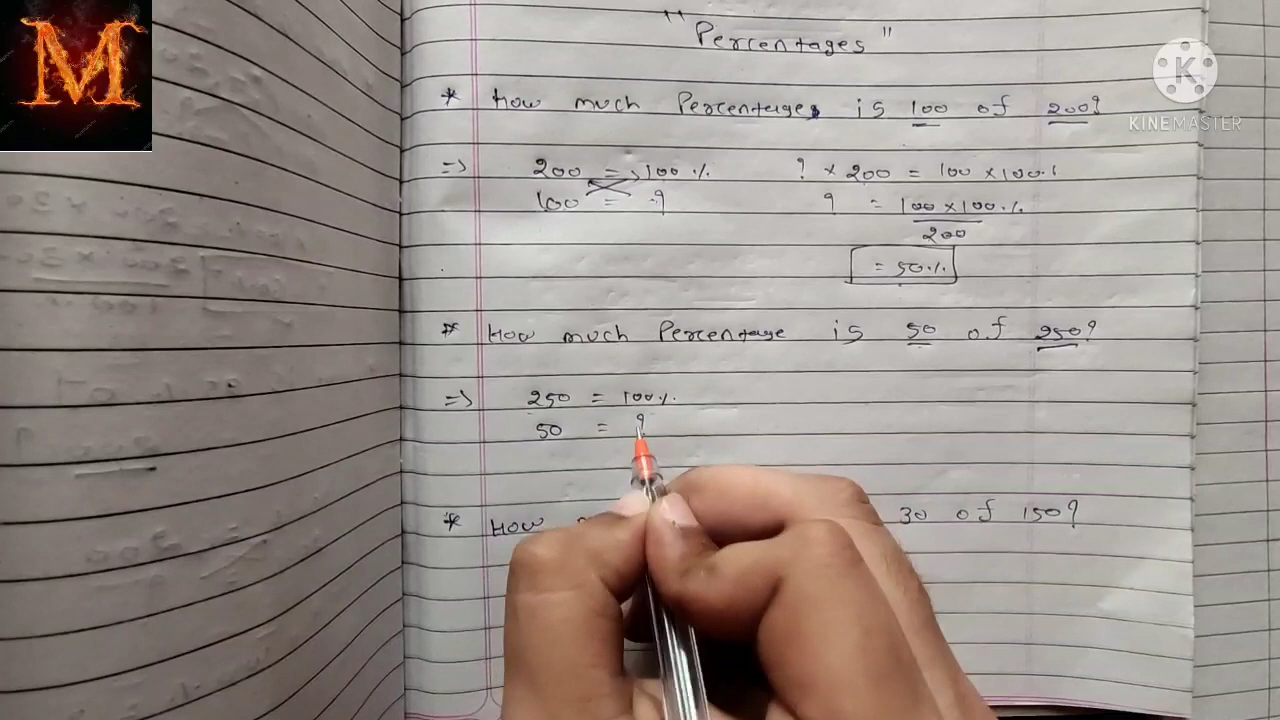 M
KINEMASTER
" Percentages "
* How much Percentages is 100 of 200?
=> 200 = 100% ? × 200 = 100 × 100%
100 = ? ? = 100 × 100%
200
= 50%
* How much Percentage is 50 of 250?
=> 250 = 100%
50 = ?
* How 30 of 150?